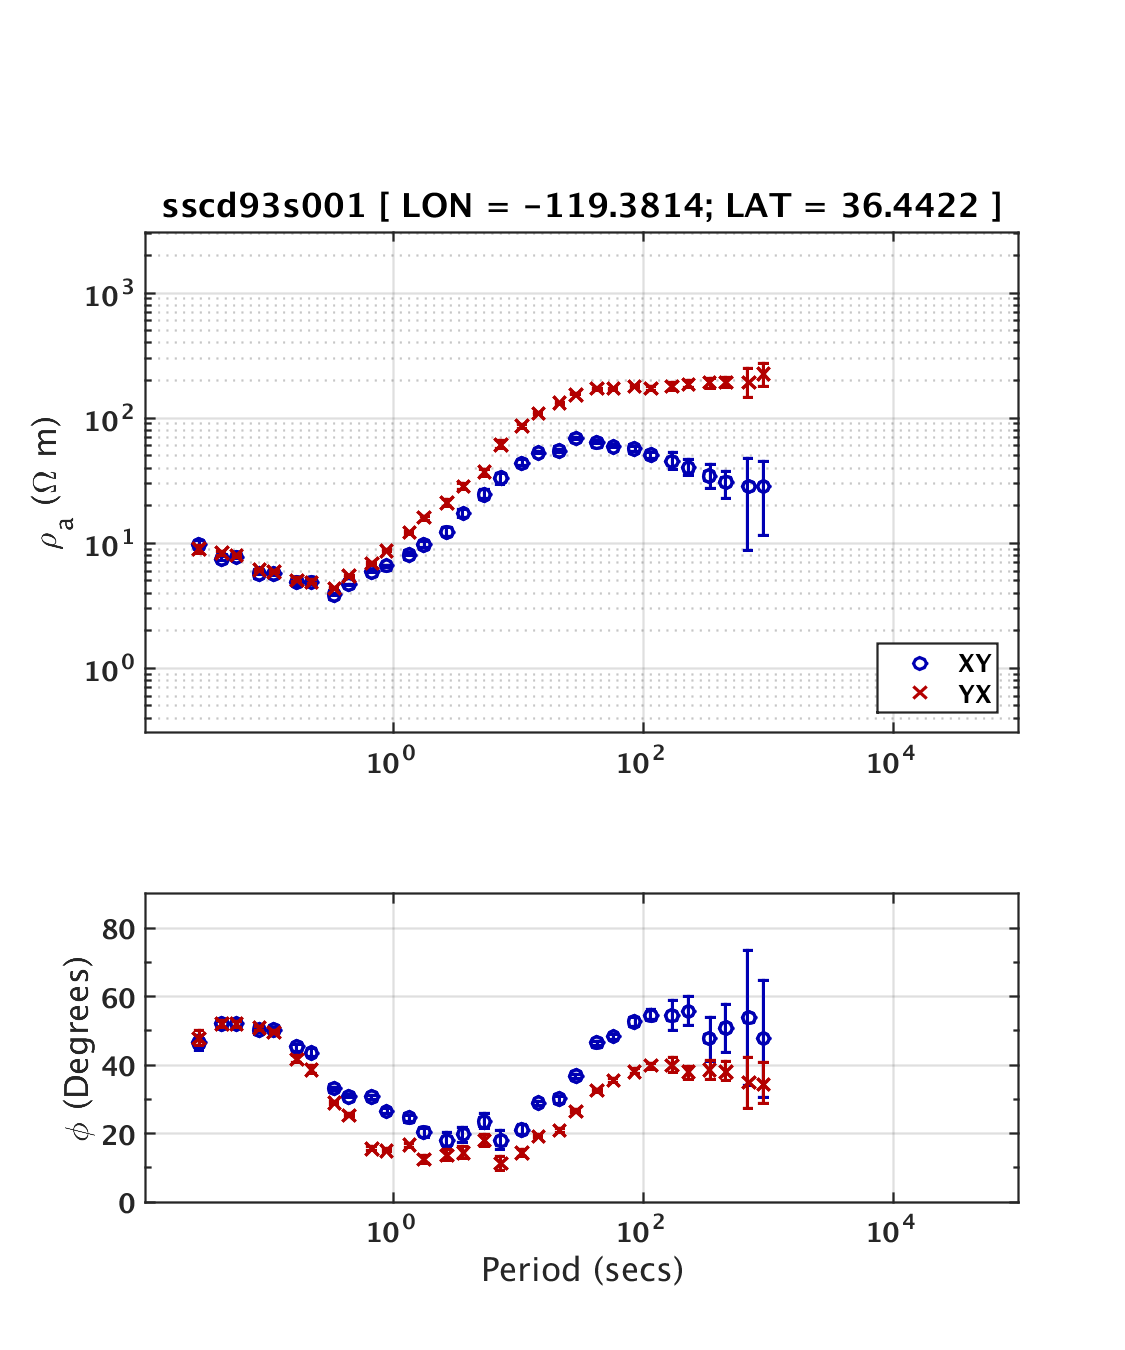 sscd93s001 [ LON = -119.3814; LAT = 36.4422 ]
ρa (Ω m)
10^3
10^2
10^1
10^0
XY
YX
10^0 10^2 10^4
ϕ (Degrees)
80
60
40
20
0
10^0 10^2 10^4
Period (secs)